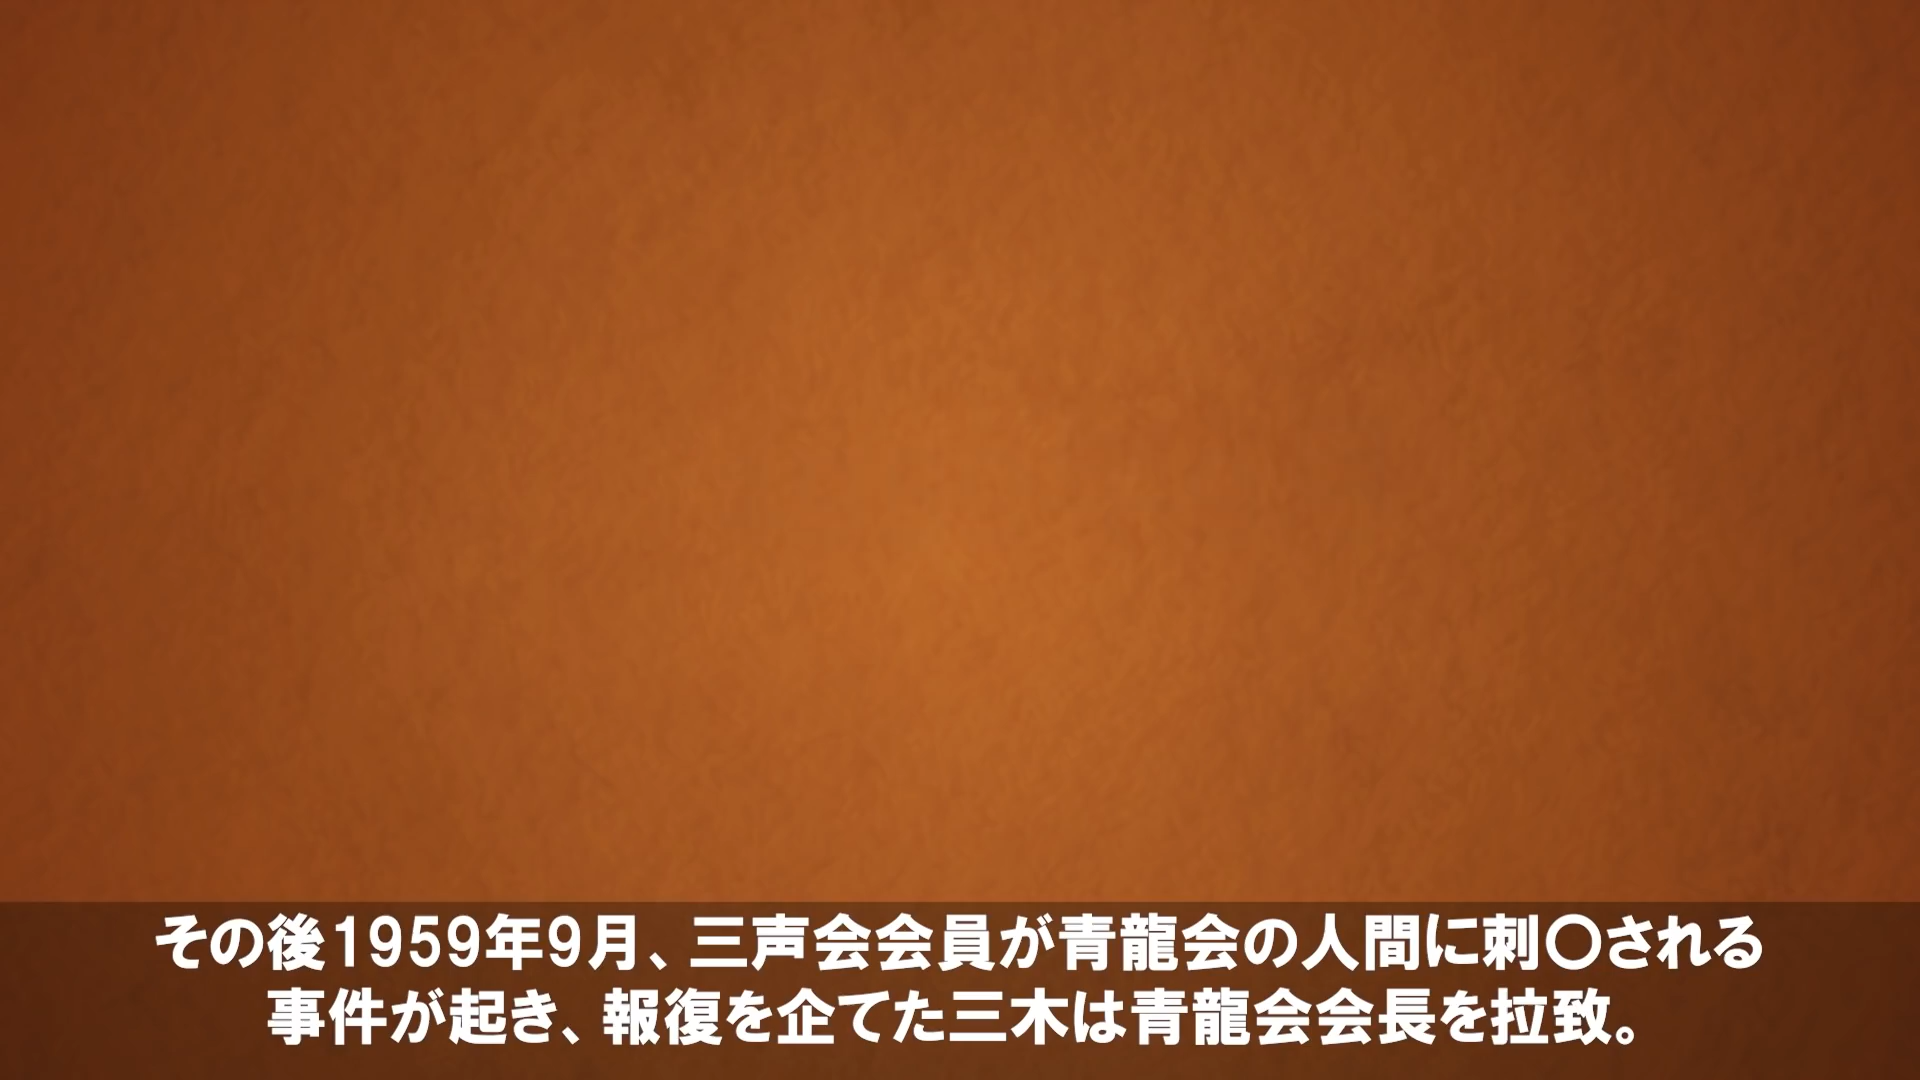 その後1959年9月、三声会会員が青龍会の人間に刺〇される
事件が起き、報復を企てた三木は青龍会会長を拉致。